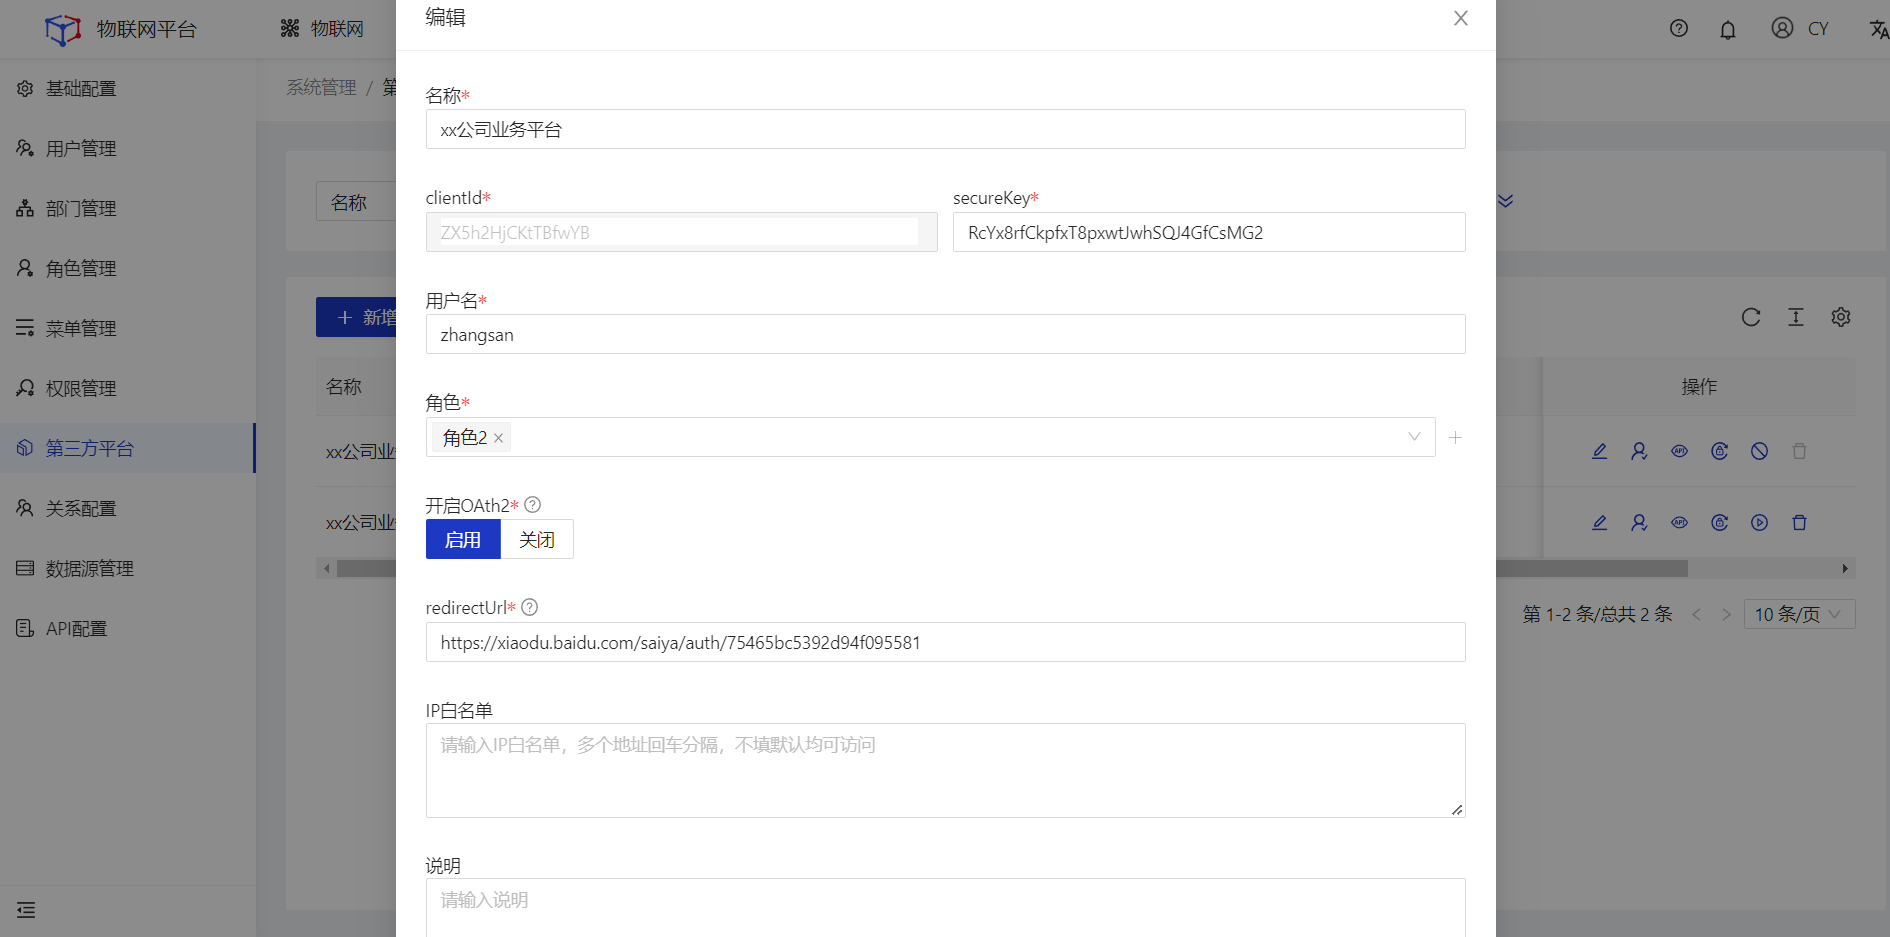 物联网平台
物联网
CY
基础配置
用户管理
部门管理
角色管理
菜单管理
权限管理
第三方平台
关系配置
数据源管理
API配置
系统管理 / 第
名称
新增
名称
操作
xx公司业
xx公司业
第 1-2 条/总共 2 条
10 条/页
编辑
名称*
xx公司业务平台
clientId*
secureKey*
ZX5h2HjCKtTBfwYB
RcYx8rfCkpfxT8pxwtJwhSQJ4GfCsMG2
用户名*
zhangsan
角色*
角色2
开启OAth2*
启用 关闭
redirectUrl*
https://xiaodu.baidu.com/saiya/auth/75465bc5392d94f095581
IP白名单
请输入IP白名单，多个地址回车分隔，不填默认均可访问
说明
请输入说明